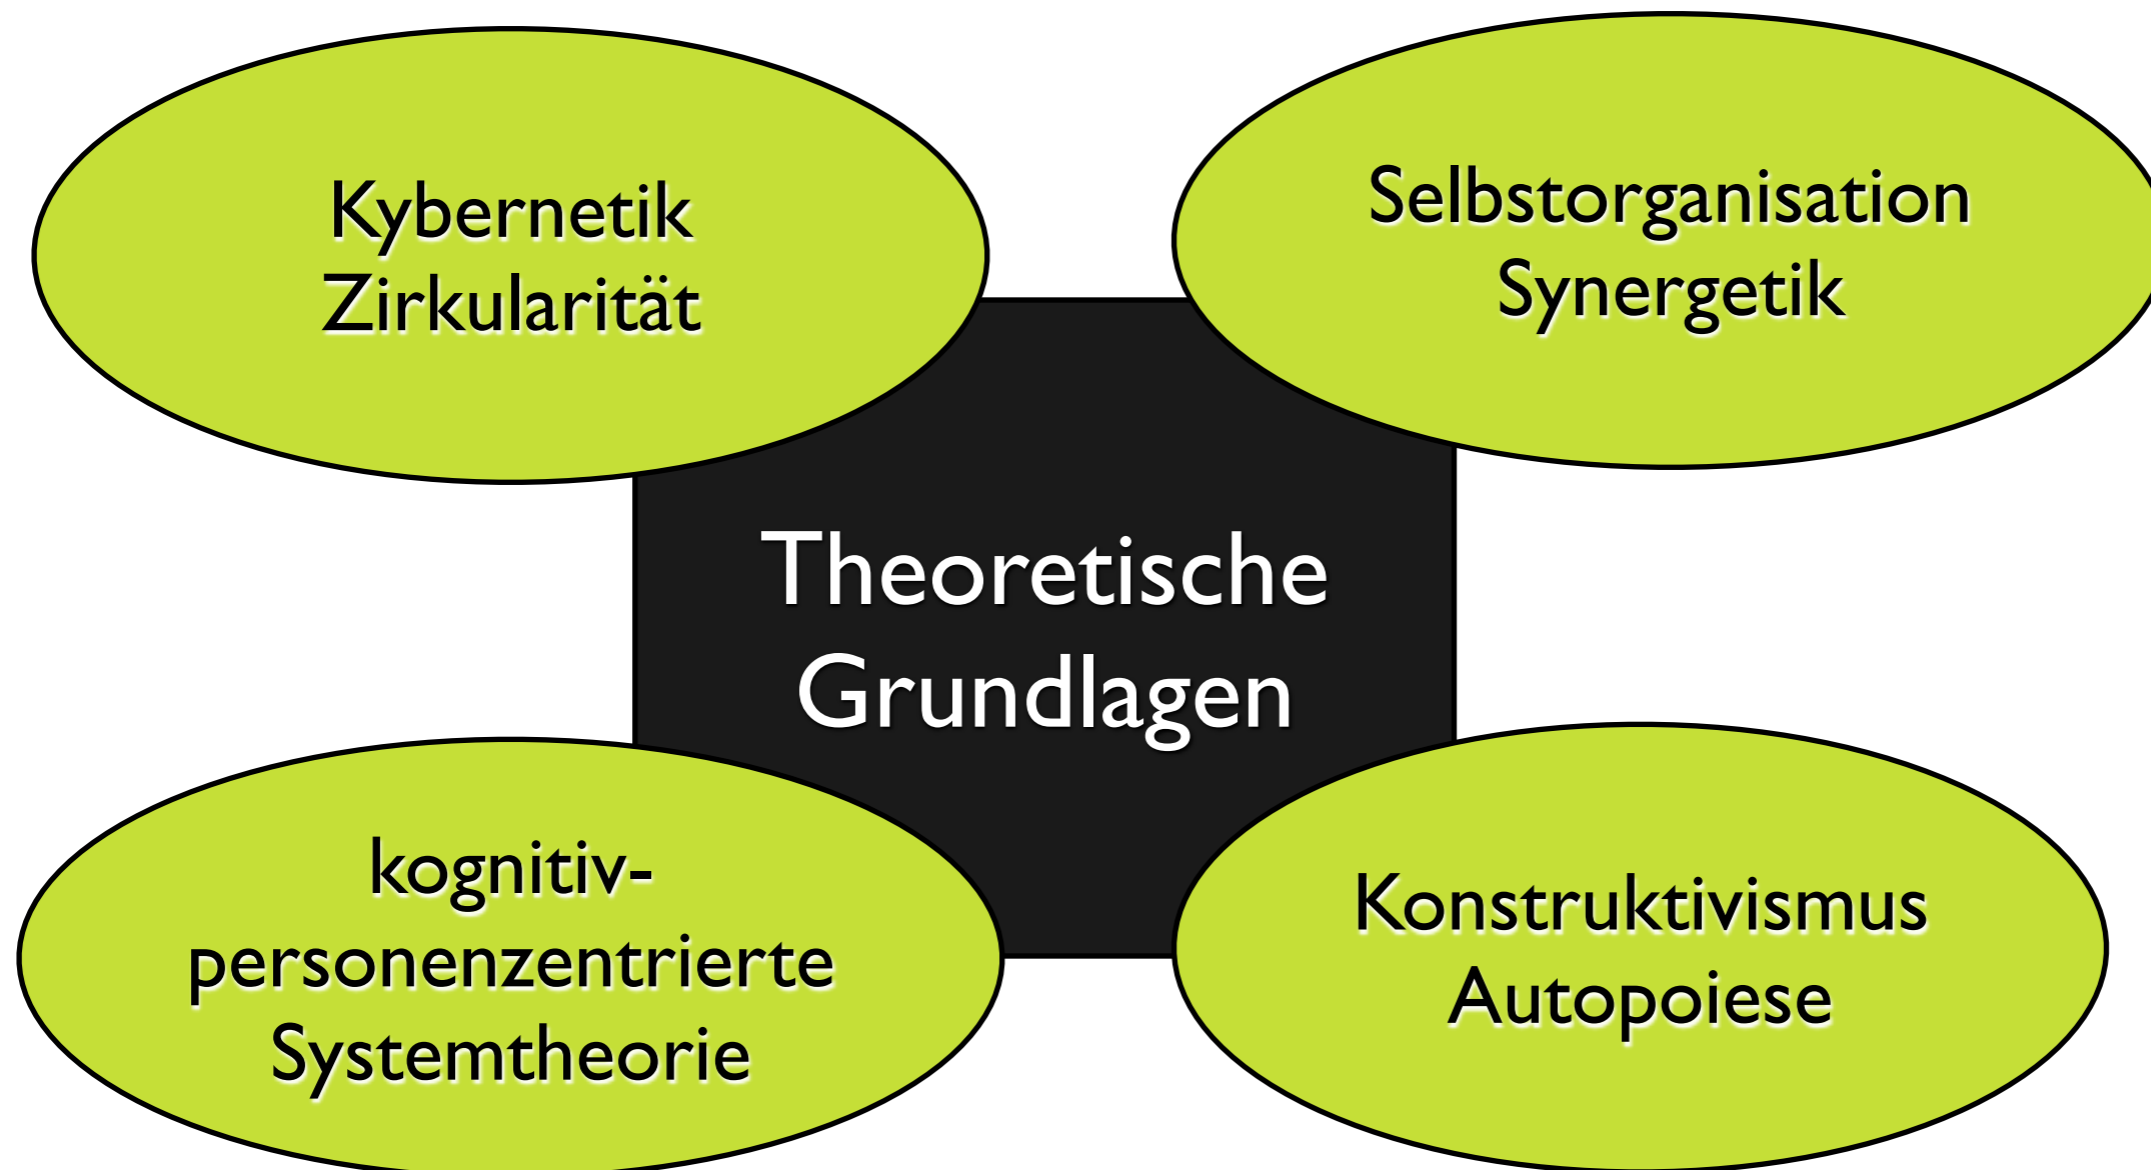 Kybernetik
Zirkularität
Selbstorganisation
Synergetik
Theoretische
Grundlagen
kognitiv-
personenzentrierte
Systemtheorie
Konstruktivismus
Autopoiese